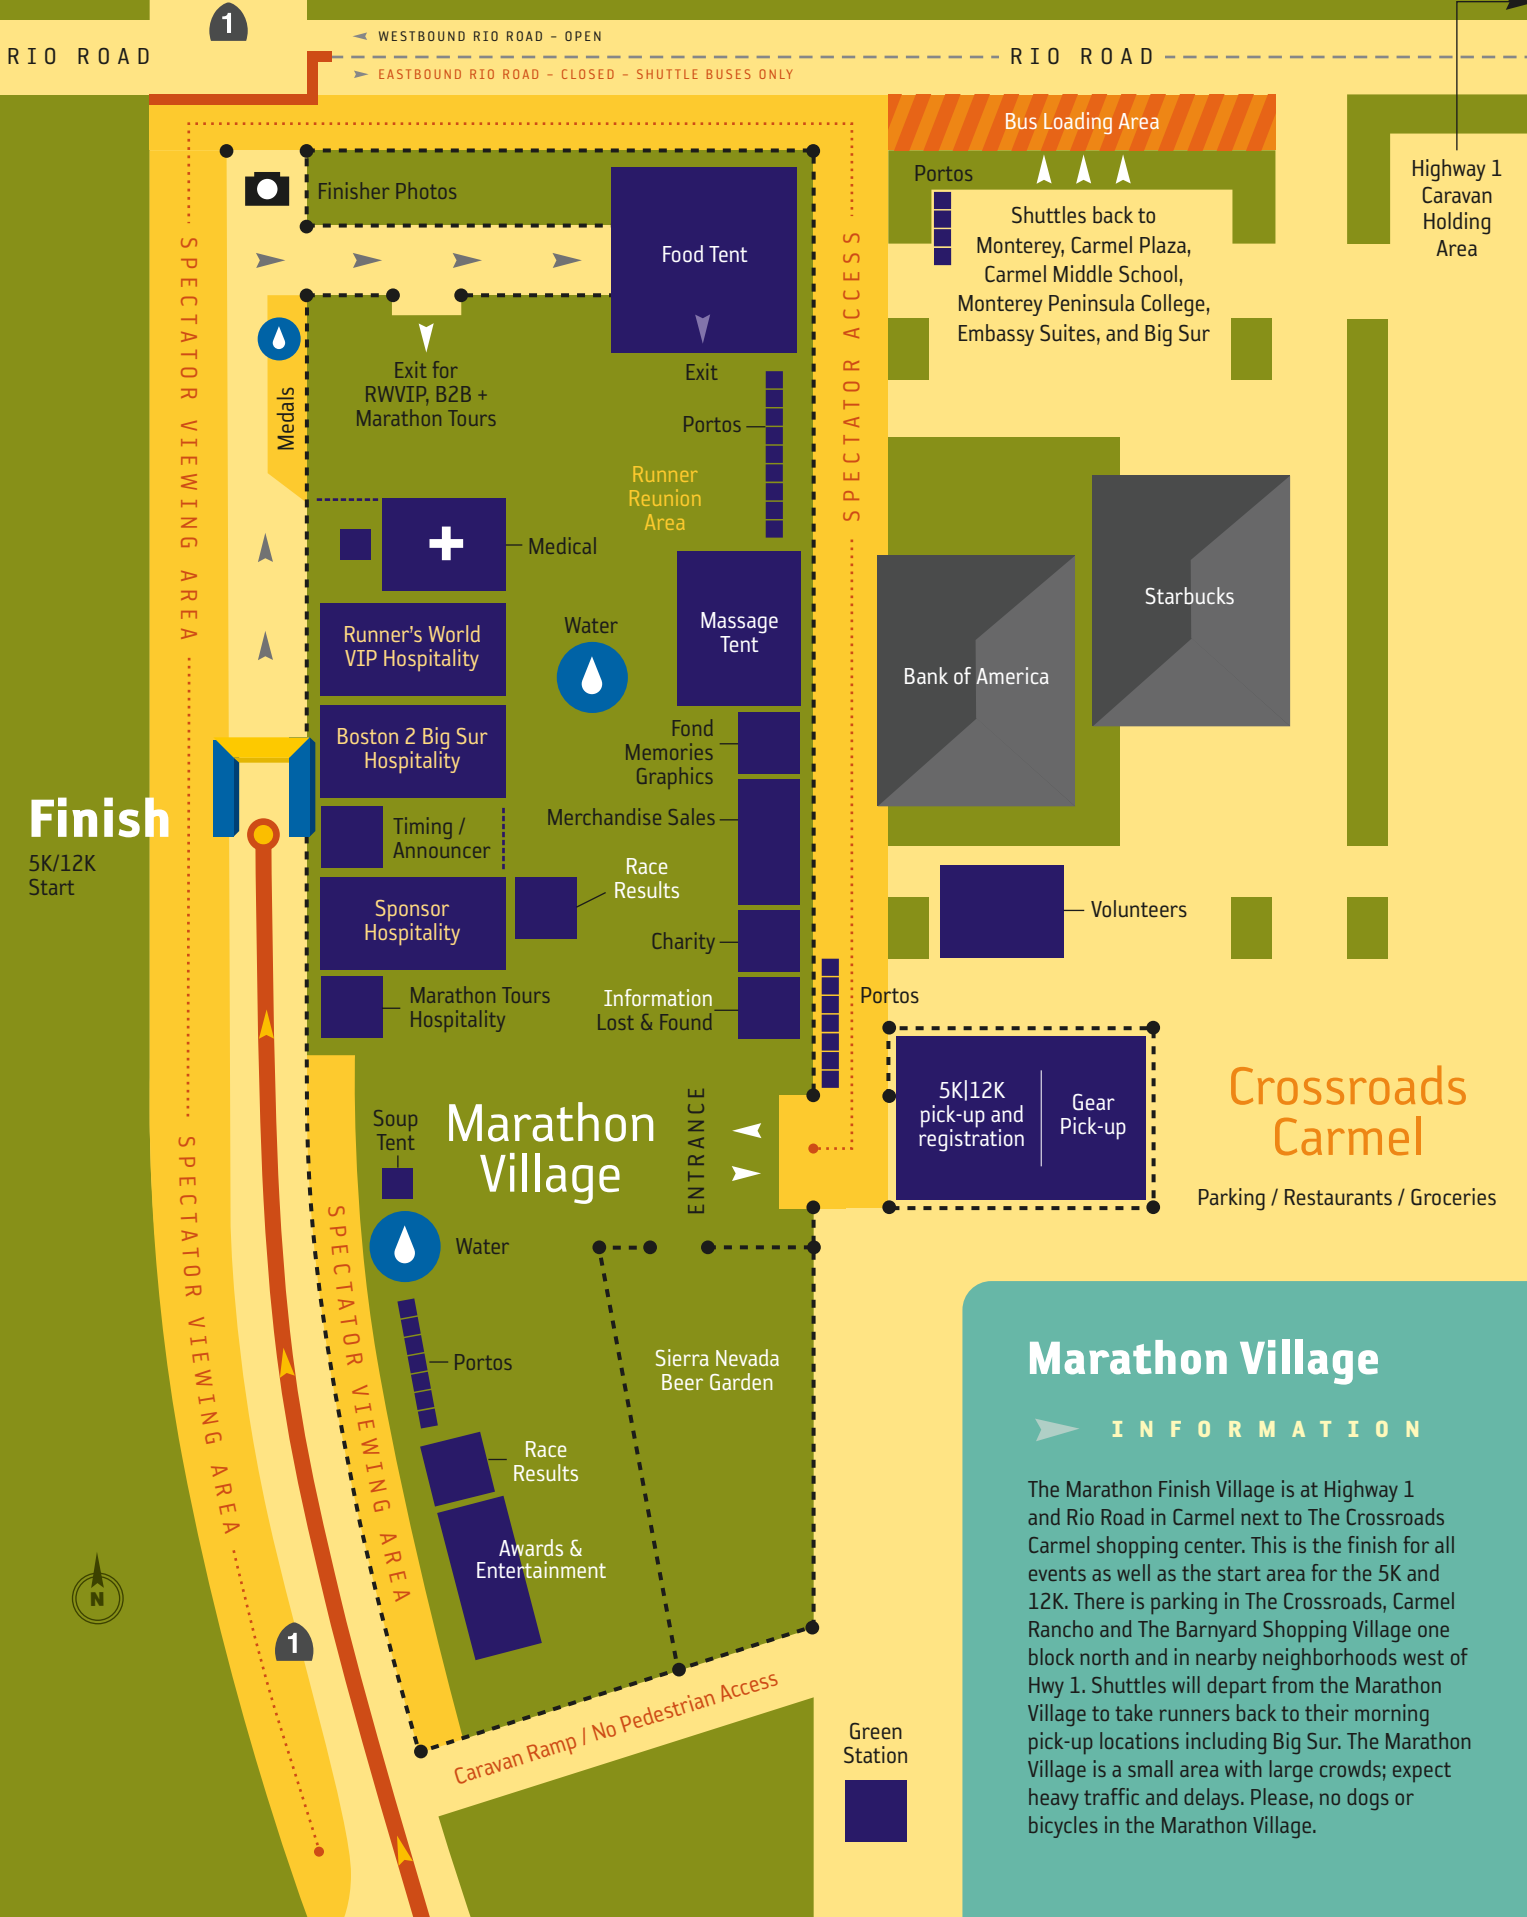 1
WESTBOUND RIO ROAD – OPEN
RIO ROAD
RIO ROAD
EASTBOUND RIO ROAD – CLOSED – SHUTTLE BUSES ONLY
Bus Loading Area
Highway 1
Caravan
Holding
Area
Portos
Finisher Photos
Shuttles back to
Monterey, Carmel Plaza,
Carmel Middle School,
Monterey Peninsula College,
Embassy Suites, and Big Sur
Food Tent
SPECTATOR VIEWING AREA
SPECTATOR ACCESS
Exit for
RWVIP, B2B +
Marathon Tours
Exit
Medals
Portos
Runner
Reunion
Area
Medical
Starbucks
Water
Massage
Tent
Runner's World
VIP Hospitality
Bank of America
Boston 2 Big Sur
Hospitality
Fond
Memories
Graphics
Finish
5K/12K
Start
Timing /
Announcer
Merchandise Sales
Race
Results
Sponsor
Hospitality
Charity
Volunteers
Marathon Tours
Hospitality
Information
Lost & Found
Portos
5K|12K
pick-up and
registration
Gear
Pick-up
Crossroads
Carmel
Parking / Restaurants / Groceries
Soup
Tent
Marathon
Village
ENTRANCE
SPECTATOR VIEWING AREA
SPECTATOR VIEWING AREA
Water
Portos
Sierra Nevada
Beer Garden
Race
Results
Awards &
Entertainment
N
1
Caravan Ramp / No Pedestrian Access
Green
Station
Marathon Village
INFORMATION
The Marathon Finish Village is at Highway 1
and Rio Road in Carmel next to The Crossroads
Carmel shopping center. This is the finish for all
events as well as the start area for the 5K and
12K. There is parking in The Crossroads, Carmel
Rancho and The Barnyard Shopping Village one
block north and in nearby neighborhoods west of
Hwy 1. Shuttles will depart from the Marathon
Village to take runners back to their morning
pick-up locations including Big Sur. The Marathon
Village is a small area with large crowds; expect
heavy traffic and delays. Please, no dogs or
bicycles in the Marathon Village.